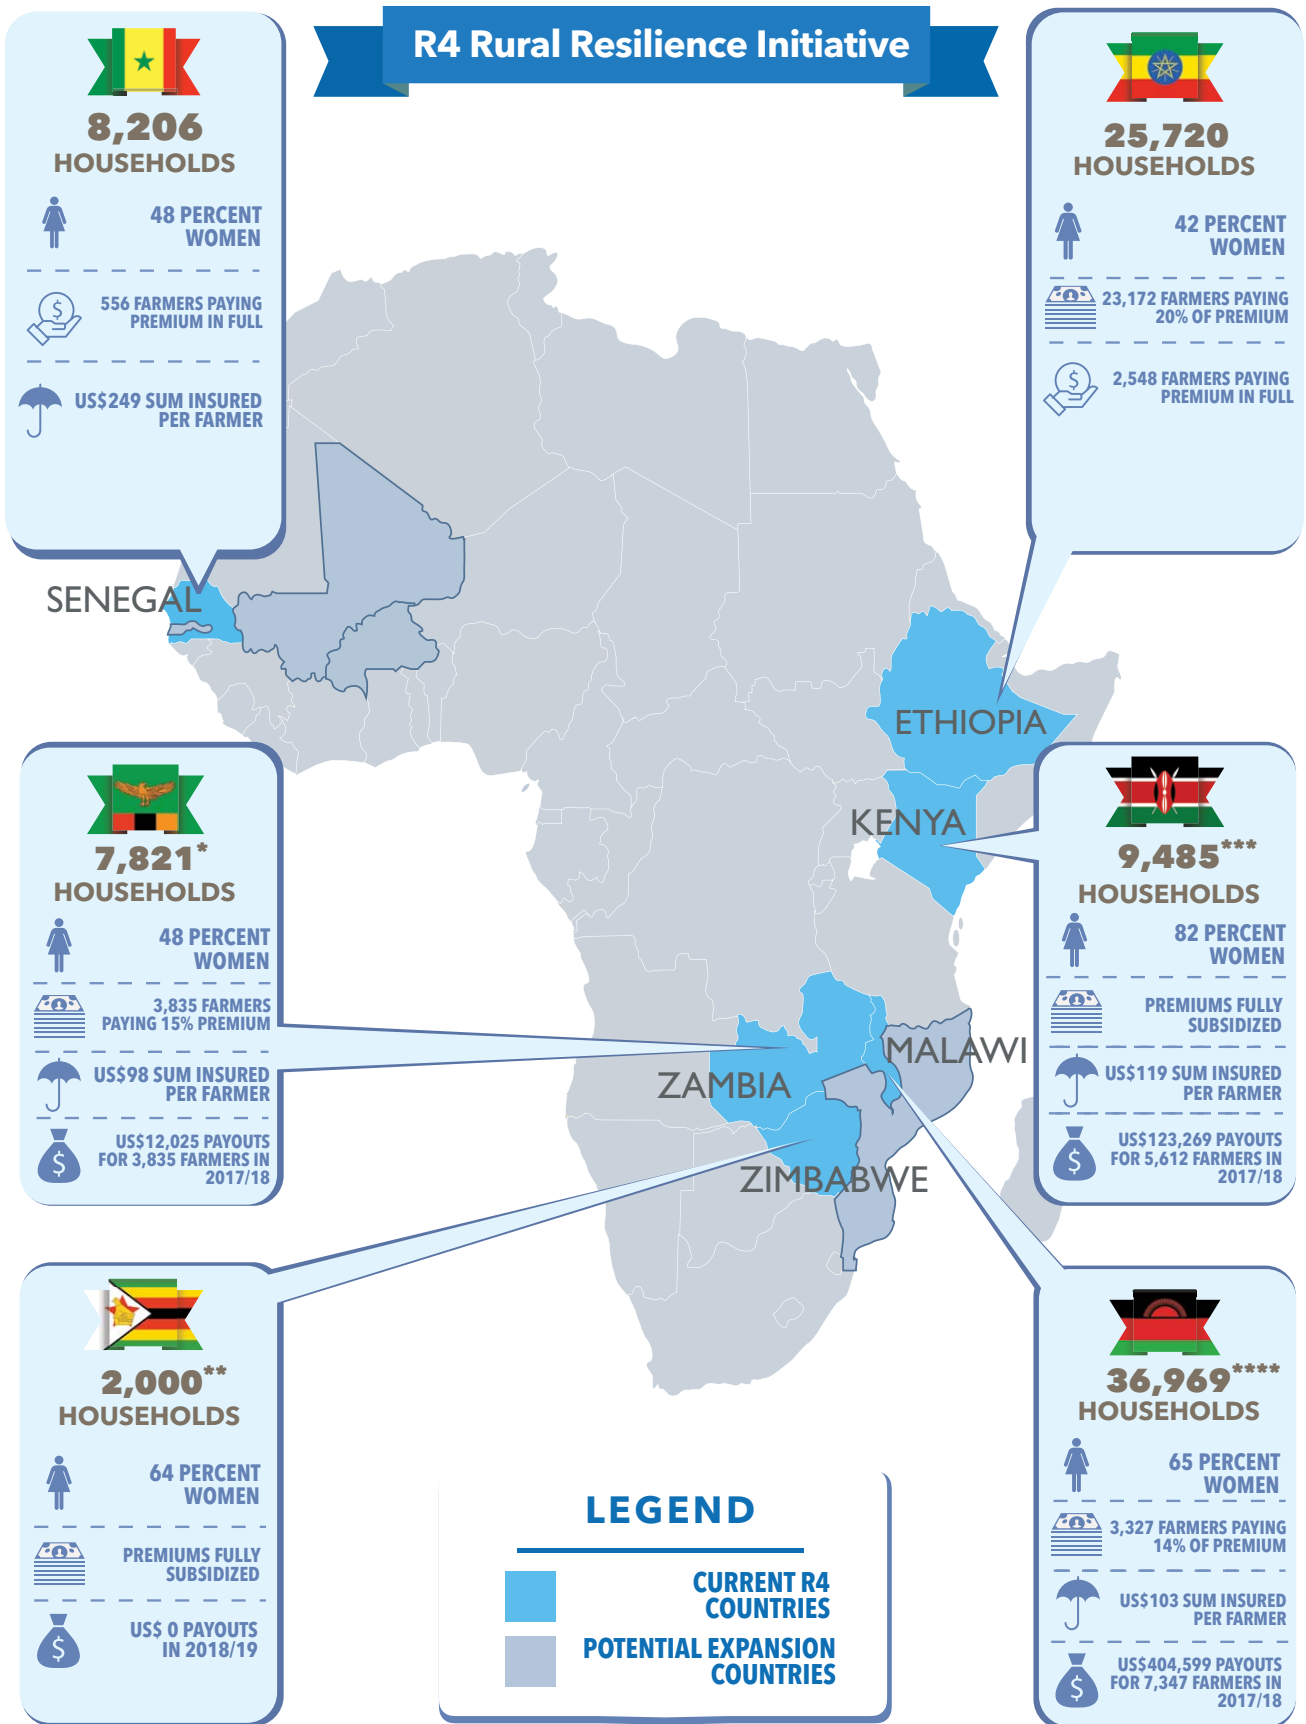 R4 Rural Resilience Initiative
8,206
HOUSEHOLDS
48 PERCENT
WOMEN
556 FARMERS PAYING
PREMIUM IN FULL
US$249 SUM INSURED
PER FARMER
25,720
HOUSEHOLDS
42 PERCENT
WOMEN
23,172 FARMERS PAYING
20% OF PREMIUM
2,548 FARMERS PAYING
PREMIUM IN FULL
SENEGAL
ETHIOPIA
KENYA
MALAWI
ZAMBIA
ZIMBABWE
7,821*
HOUSEHOLDS
48 PERCENT
WOMEN
3,835 FARMERS
PAYING 15% PREMIUM
US$98 SUM INSURED
PER FARMER
US$12,025 PAYOUTS
FOR 3,835 FARMERS IN
2017/18
9,485***
HOUSEHOLDS
82 PERCENT
WOMEN
PREMIUMS FULLY
SUBSIDIZED
US$119 SUM INSURED
PER FARMER
US$123,269 PAYOUTS
FOR 5,612 FARMERS IN
2017/18
2,000**
HOUSEHOLDS
64 PERCENT
WOMEN
PREMIUMS FULLY
SUBSIDIZED
US$ 0 PAYOUTS
IN 2018/19
LEGEND
CURRENT R4
COUNTRIES
POTENTIAL EXPANSION
COUNTRIES
36,969****
HOUSEHOLDS
65 PERCENT
WOMEN
3,327 FARMERS PAYING
14% OF PREMIUM
US$103 SUM INSURED
PER FARMER
US$404,599 PAYOUTS
FOR 7,347 FARMERS IN
2017/18